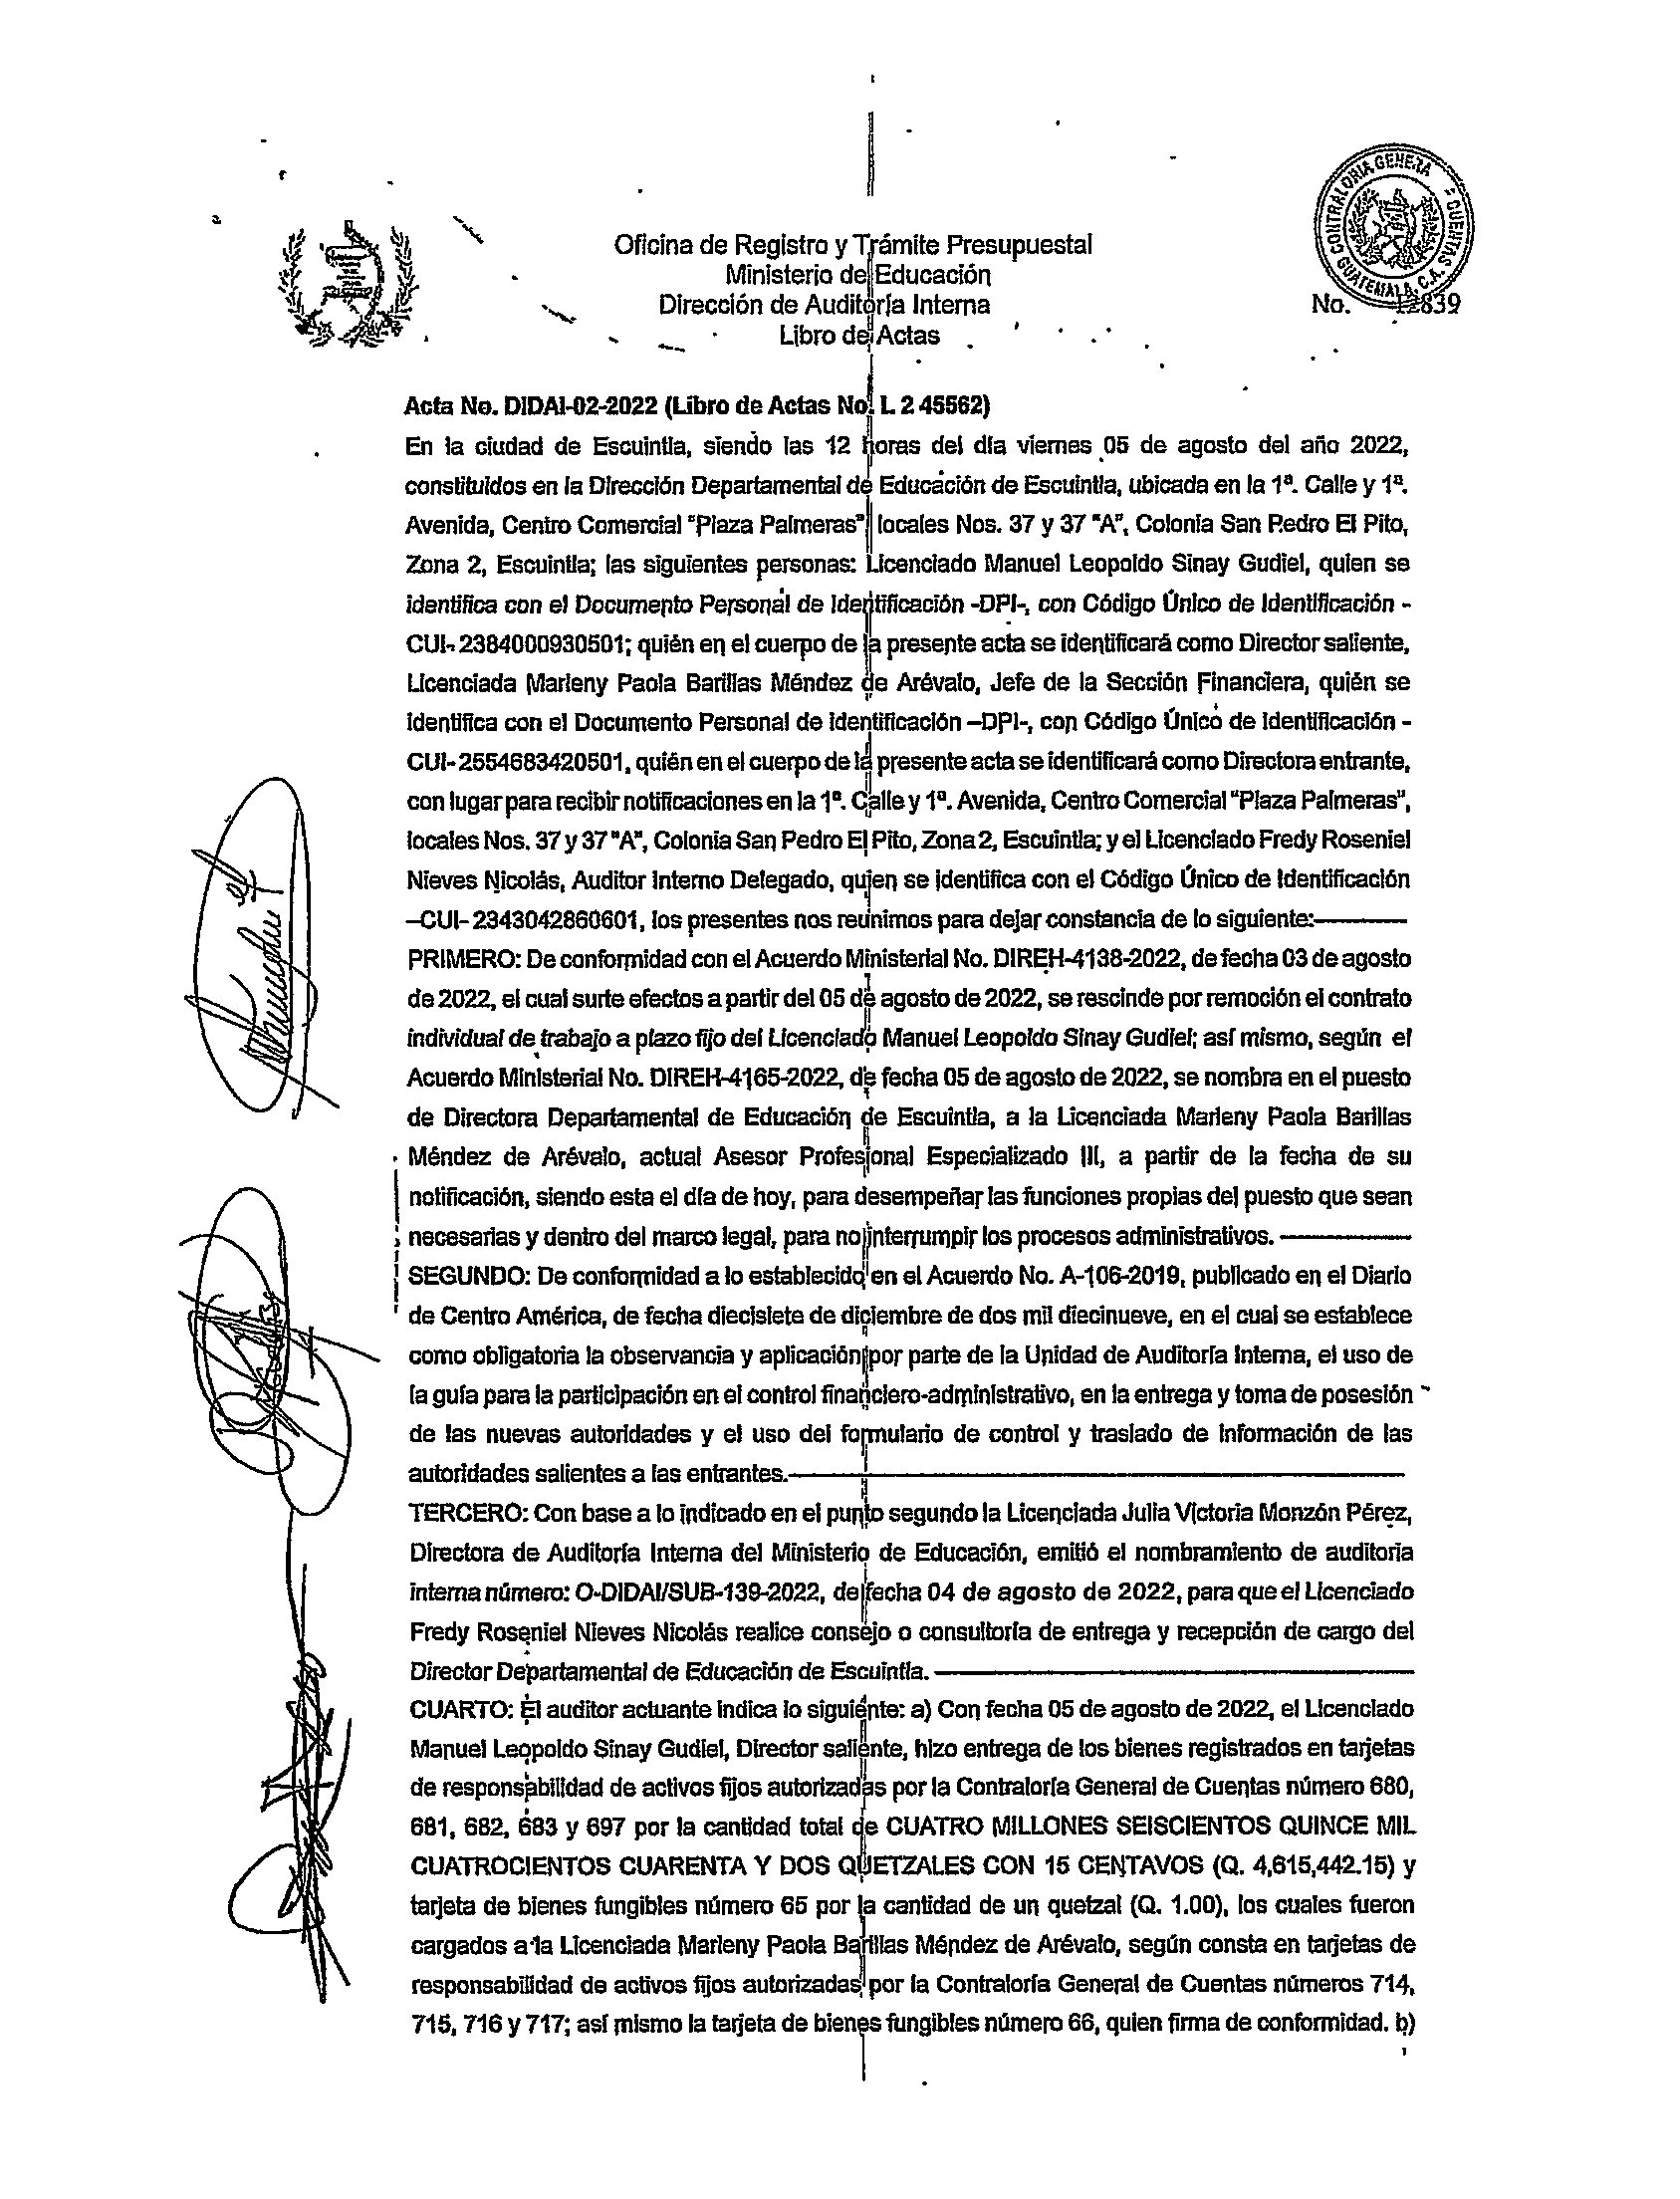 Oficina de Registro y Trámite Presupuestal
Ministerio de Educación
Dirección de Auditoría Interna
Libro de Actas
CONTRALORIA GENERA CUENTAS
GUATEMALA, C.A.
No. 12839
Acta No. DIDAI-02-2022 (Libro de Actas No. L 2 45562)
En la ciudad de Escuintla, siendo las 12 horas del día viernes 05 de agosto del año 2022,
constituidos en la Dirección Departamental de Educación de Escuintla, ubicada en la 1ª. Calle y 1ª.
Avenida, Centro Comercial "Plaza Palmeras" locales Nos. 37 y 37 "A", Colonia San Pedro El Pito,
Zona 2, Escuintla; las siguientes personas: Licenciado Manuel Leopoldo Sinay Gudiel, quien se
identifica con el Documento Personal de Identificación -DPI-, con Código Único de Identificación -
CUI- 2384000930501; quién en el cuerpo de la presente acta se identificará como Director saliente,
Licenciada Marleny Paola Barillas Méndez de Arévalo, Jefe de la Sección Financiera, quién se
identifica con el Documento Personal de Identificación –DPI-, con Código Único de Identificación -
CUI- 2554683420501, quién en el cuerpo de la presente acta se identificará como Directora entrante,
con lugar para recibir notificaciones en la 1ª. Calle y 1ª. Avenida, Centro Comercial "Plaza Palmeras",
locales Nos. 37 y 37 "A", Colonia San Pedro El Pito, Zona 2, Escuintla; y el Licenciado Fredy Roseniel
Nieves Nicolás, Auditor Interno Delegado, quien se identifica con el Código Único de Identificación
–CUI- 2343042860601, los presentes nos reunimos para dejar constancia de lo siguiente:
PRIMERO: De conformidad con el Acuerdo Ministerial No. DIREH-4138-2022, de fecha 03 de agosto
de 2022, el cual surte efectos a partir del 05 de agosto de 2022, se rescinde por remoción el contrato
individual de trabajo a plazo fijo del Licenciado Manuel Leopoldo Sinay Gudiel; así mismo, según el
Acuerdo Ministerial No. DIREH-4165-2022, de fecha 05 de agosto de 2022, se nombra en el puesto
de Directora Departamental de Educación de Escuintla, a la Licenciada Marleny Paola Barillas
Méndez de Arévalo, actual Asesor Profesional Especializado III, a partir de la fecha de su
notificación, siendo esta el día de hoy, para desempeñar las funciones propias del puesto que sean
necesarias y dentro del marco legal, para no interrumpir los procesos administrativos.
SEGUNDO: De conformidad a lo establecido en el Acuerdo No. A-106-2019, publicado en el Diario
de Centro América, de fecha diecisiete de diciembre de dos mil diecinueve, en el cual se establece
como obligatoria la observancia y aplicación por parte de la Unidad de Auditoría Interna, el uso de
la guía para la participación en el control financiero-administrativo, en la entrega y toma de posesión
de las nuevas autoridades y el uso del formulario de control y traslado de información de las
autoridades salientes a las entrantes.
TERCERO: Con base a lo indicado en el punto segundo la Licenciada Julia Victoria Monzón Pérez,
Directora de Auditoría Interna del Ministerio de Educación, emitió el nombramiento de auditoria
interna número: O-DIDAI/SUB-139-2022, de fecha 04 de agosto de 2022, para que el Licenciado
Fredy Roseniel Nieves Nicolás realice consejo o consultoría de entrega y recepción de cargo del
Director Departamental de Educación de Escuintla.
CUARTO: El auditor actuante indica lo siguiente: a) Con fecha 05 de agosto de 2022, el Licenciado
Manuel Leopoldo Sinay Gudiel, Director saliente, hizo entrega de los bienes registrados en tarjetas
de responsabilidad de activos fijos autorizadas por la Contraloría General de Cuentas número 680,
681, 682, 683 y 697 por la cantidad total de CUATRO MILLONES SEISCIENTOS QUINCE MIL
CUATROCIENTOS CUARENTA Y DOS QUETZALES CON 15 CENTAVOS (Q. 4,615,442.15) y
tarjeta de bienes fungibles número 65 por la cantidad de un quetzal (Q. 1.00), los cuales fueron
cargados a la Licenciada Marleny Paola Barillas Méndez de Arévalo, según consta en tarjetas de
responsabilidad de activos fijos autorizadas por la Contraloría General de Cuentas números 714,
715, 716 y 717; así mismo la tarjeta de bienes fungibles número 66, quien firma de conformidad. b)